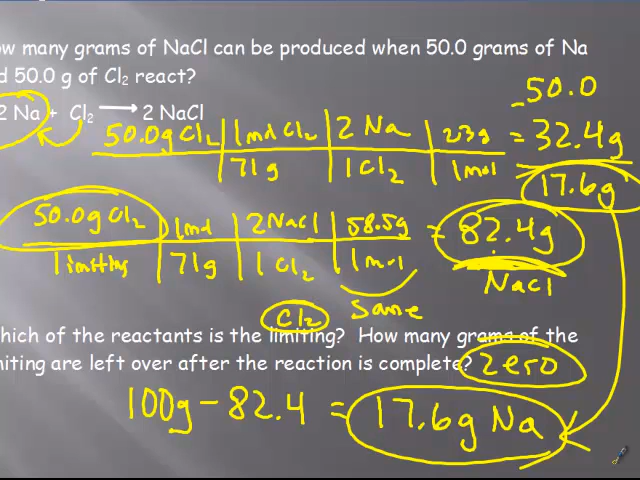 ow many grams of NaCl can be produced when 50.0 grams of Na
d 50.0 g of Cl₂ react?
2 Na + Cl₂ ⟶ 2 NaCl
50.0g Cl₂ | 1mol Cl₂ | 2 Na | 23g = 32.4g
71g | 1 Cl₂ | 1mol
50.0
-
17.6g
50.0g Cl₂ | 1mol | 2NaCl | 58.5g = 82.4g
limiting | 71g | 1 Cl₂ | 1mol
NaCl
Cl₂ same
hich of the reactants is the limiting? How many grams of the
miting are left over after the reaction is complete? zero
100g - 82.4 = 17.6g Na